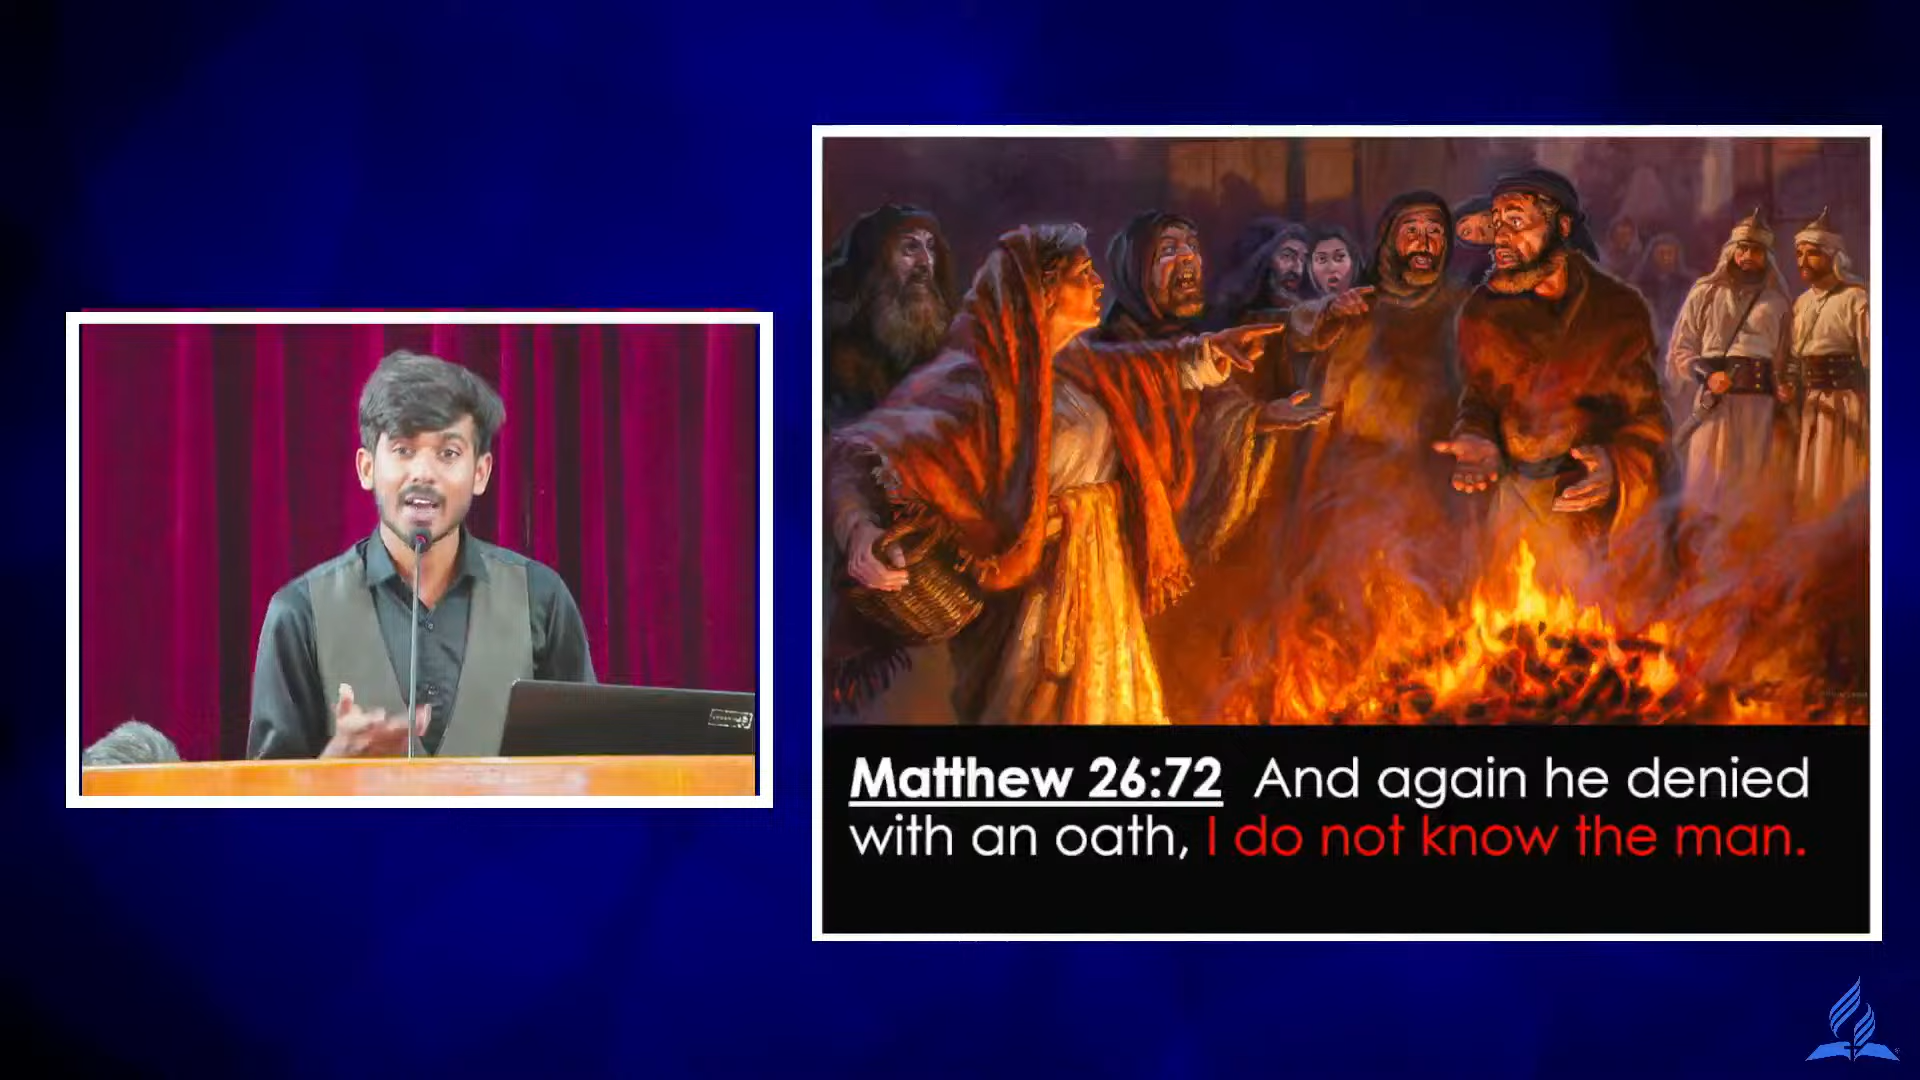 Matthew 26:72 And again he denied
with an oath, I do not know the man.